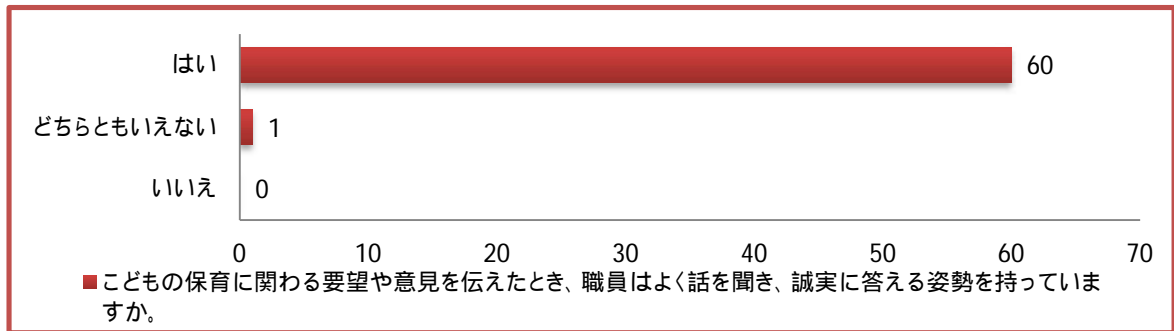 はい 60
どちらともいえない 1
いいえ 0
0 10 20 30 40 50 60 70
こどもの保育に関わる要望や意見を伝えたとき、職員はよく話を聞き、誠実に答える姿勢を持っていま
すか。